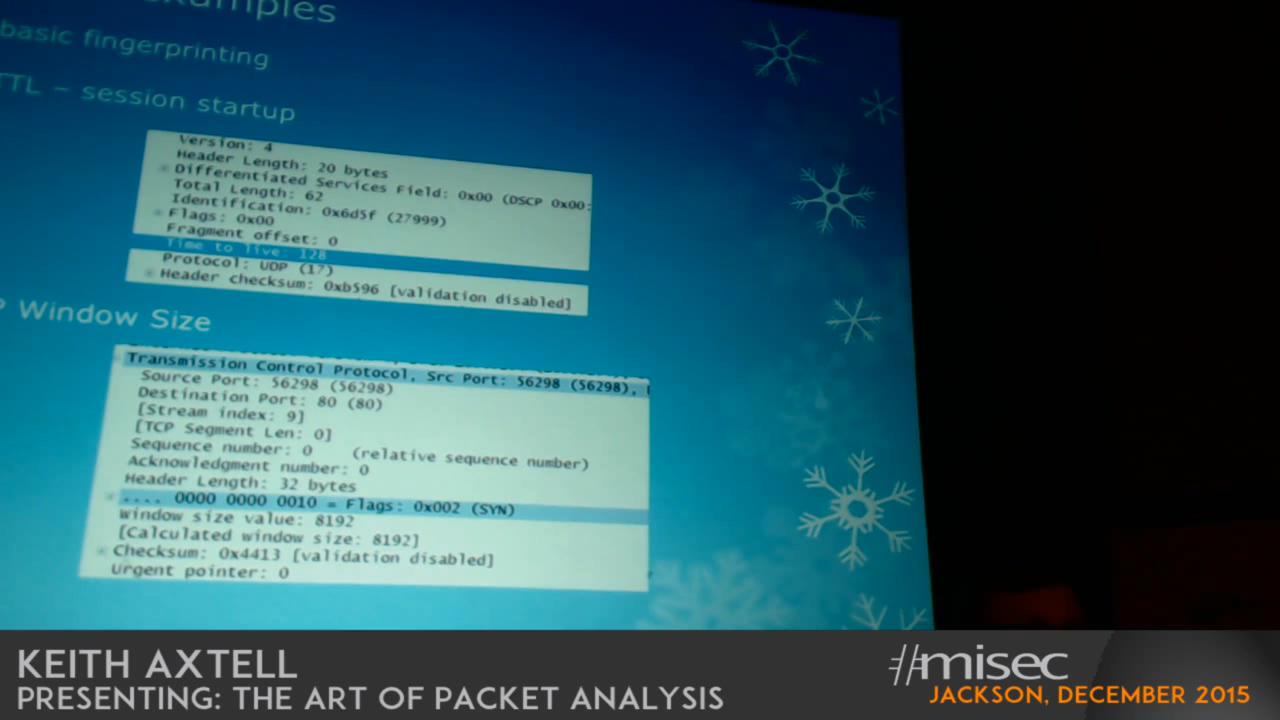 basic fingerprinting
TTL – session startup
Version: 4
Header Length: 20 bytes
Differentiated Services Field: 0x00 (DSCP 0x00:
Total Length: 62
Identification: 0x6d5f (27999)
Flags: 0x00
Fragment offset: 0
Time to live: 128
Protocol: UDP (17)
Header checksum: 0xb596 [validation disabled]
Window Size
Transmission Control Protocol, Src Port: 56298 (56298),
Source Port: 56298 (56298)
Destination Port: 80 (80)
[Stream index: 9]
[TCP Segment Len: 0]
Sequence number: 0 (relative sequence number)
Acknowledgment number: 0
Header Length: 32 bytes
.... 0000 0000 0010 = Flags: 0x002 (SYN)
Window size value: 8192
[Calculated window size: 8192]
Checksum: 0x4413 [validation disabled]
Urgent pointer: 0
KEITH AXTELL
PRESENTING: THE ART OF PACKET ANALYSIS
#misec
JACKSON, DECEMBER 2015